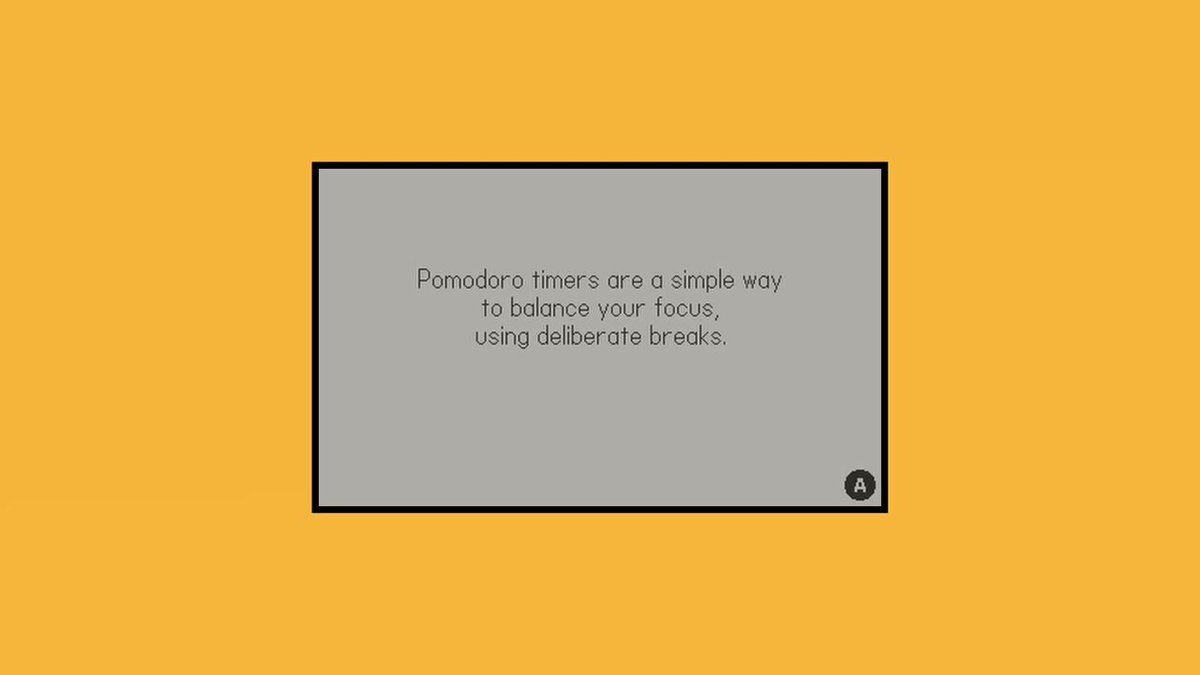 Pomodoro timers are a simple way
to balance your focus,
using deliberate breaks.
A